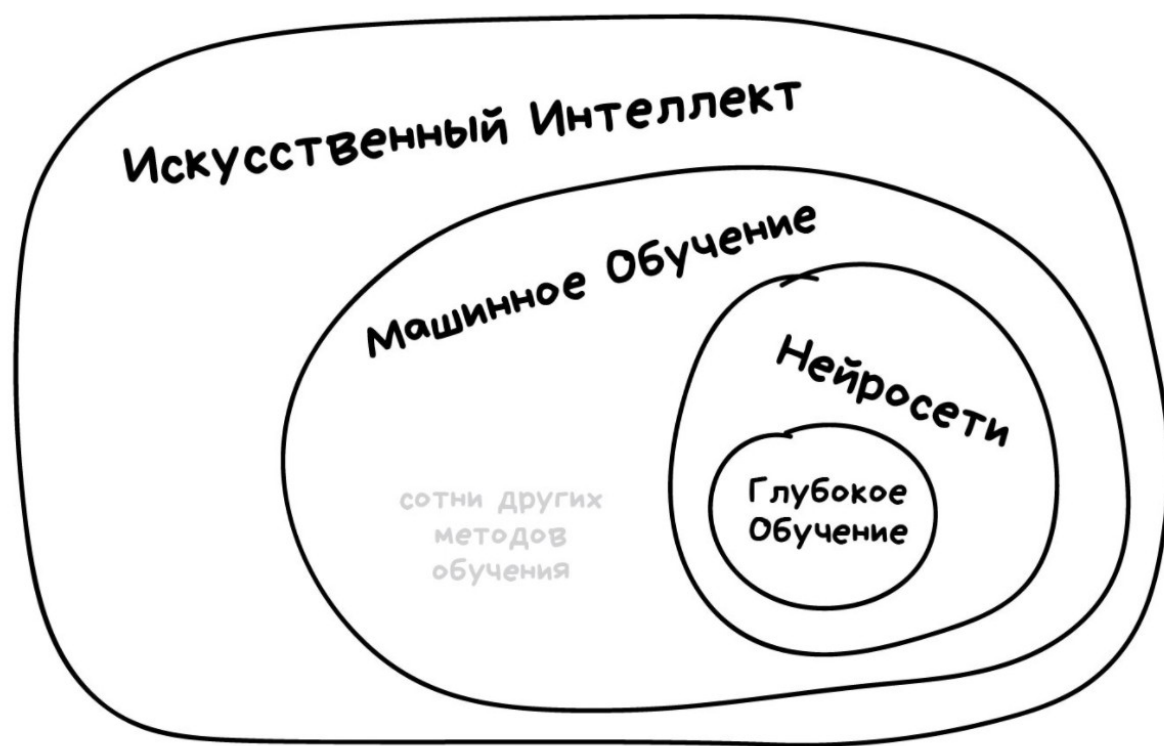 Искусственный Интеллект
Машинное Обучение
Нейросети
Глубокое
Обучение
сотни других
методов
обучения